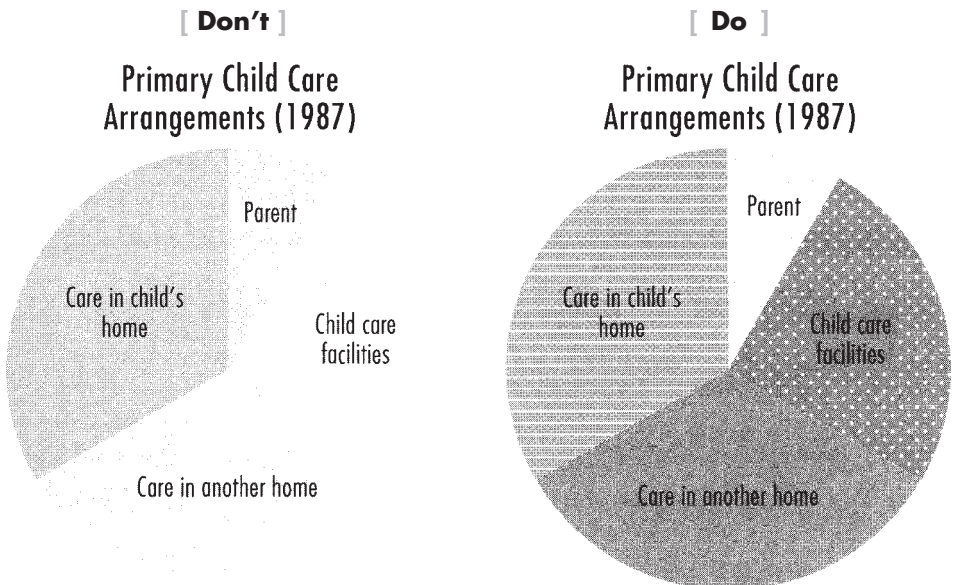 [ Don't ]
Primary Child Care
Arrangements (1987)
Parent
Care in child's
home
Child care
facilities
Care in another home
[ Do ]
Primary Child Care
Arrangements (1987)
Parent
Care in child's
home
Child care
facilities
Care in another home